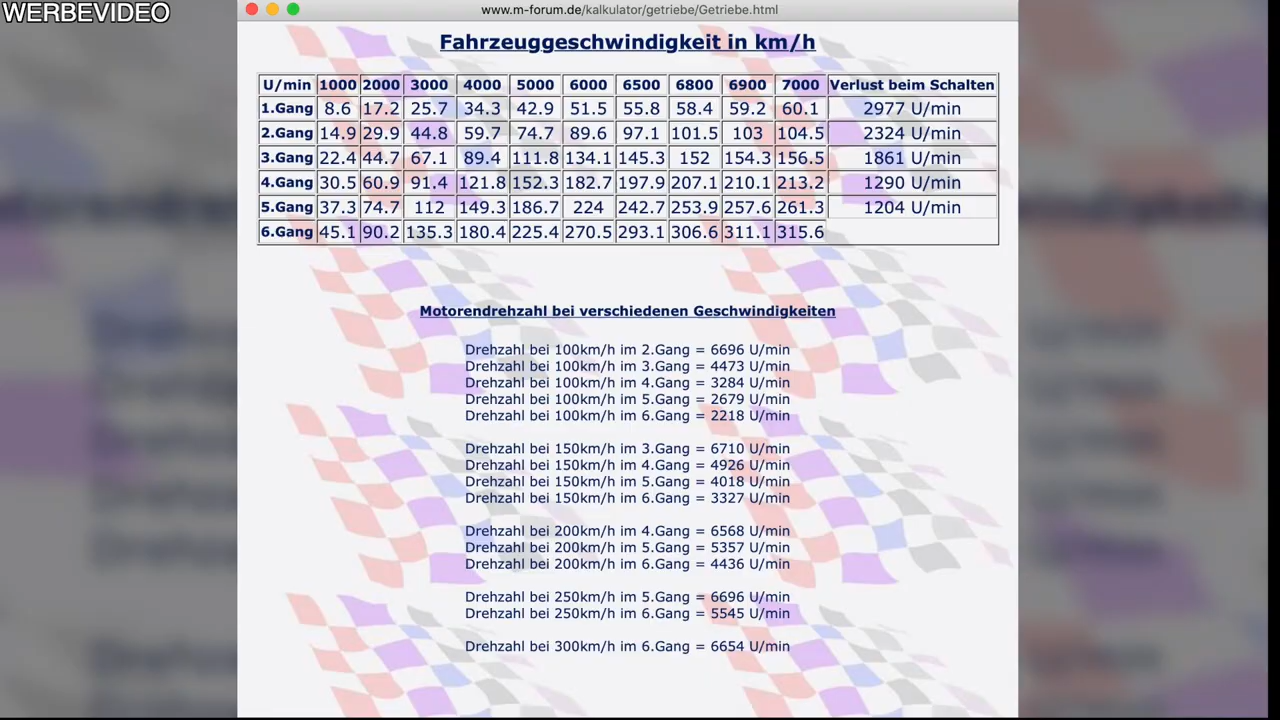 WERBEVIDEO
www.m-forum.de/kalkulator/getriebe/Getriebe.html
Fahrzeuggeschwindigkeit in km/h
U/min 1000 2000 3000 4000 5000 6000 6500 6800 6900 7000 Verlust beim Schalten
1.Gang 8.6 17.2 25.7 34.3 42.9 51.5 55.8 58.4 59.2 60.1 2977 U/min
2.Gang 14.9 29.9 44.8 59.7 74.7 89.6 97.1 101.5 103 104.5 2324 U/min
3.Gang 22.4 44.7 67.1 89.4 111.8 134.1 145.3 152 154.3 156.5 1861 U/min
4.Gang 30.5 60.9 91.4 121.8 152.3 182.7 197.9 207.1 210.1 213.2 1290 U/min
5.Gang 37.3 74.7 112 149.3 186.7 224 242.7 253.9 257.6 261.3 1204 U/min
6.Gang 45.1 90.2 135.3 180.4 225.4 270.5 293.1 306.6 311.1 315.6
Motorendrehzahl bei verschiedenen Geschwindigkeiten
Drehzahl bei 100km/h im 2.Gang = 6696 U/min
Drehzahl bei 100km/h im 3.Gang = 4473 U/min
Drehzahl bei 100km/h im 4.Gang = 3284 U/min
Drehzahl bei 100km/h im 5.Gang = 2679 U/min
Drehzahl bei 100km/h im 6.Gang = 2218 U/min
Drehzahl bei 150km/h im 3.Gang = 6710 U/min
Drehzahl bei 150km/h im 4.Gang = 4926 U/min
Drehzahl bei 150km/h im 5.Gang = 4018 U/min
Drehzahl bei 150km/h im 6.Gang = 3327 U/min
Drehzahl bei 200km/h im 4.Gang = 6568 U/min
Drehzahl bei 200km/h im 5.Gang = 5357 U/min
Drehzahl bei 200km/h im 6.Gang = 4436 U/min
Drehzahl bei 250km/h im 5.Gang = 6696 U/min
Drehzahl bei 250km/h im 6.Gang = 5545 U/min
Drehzahl bei 300km/h im 6.Gang = 6654 U/min